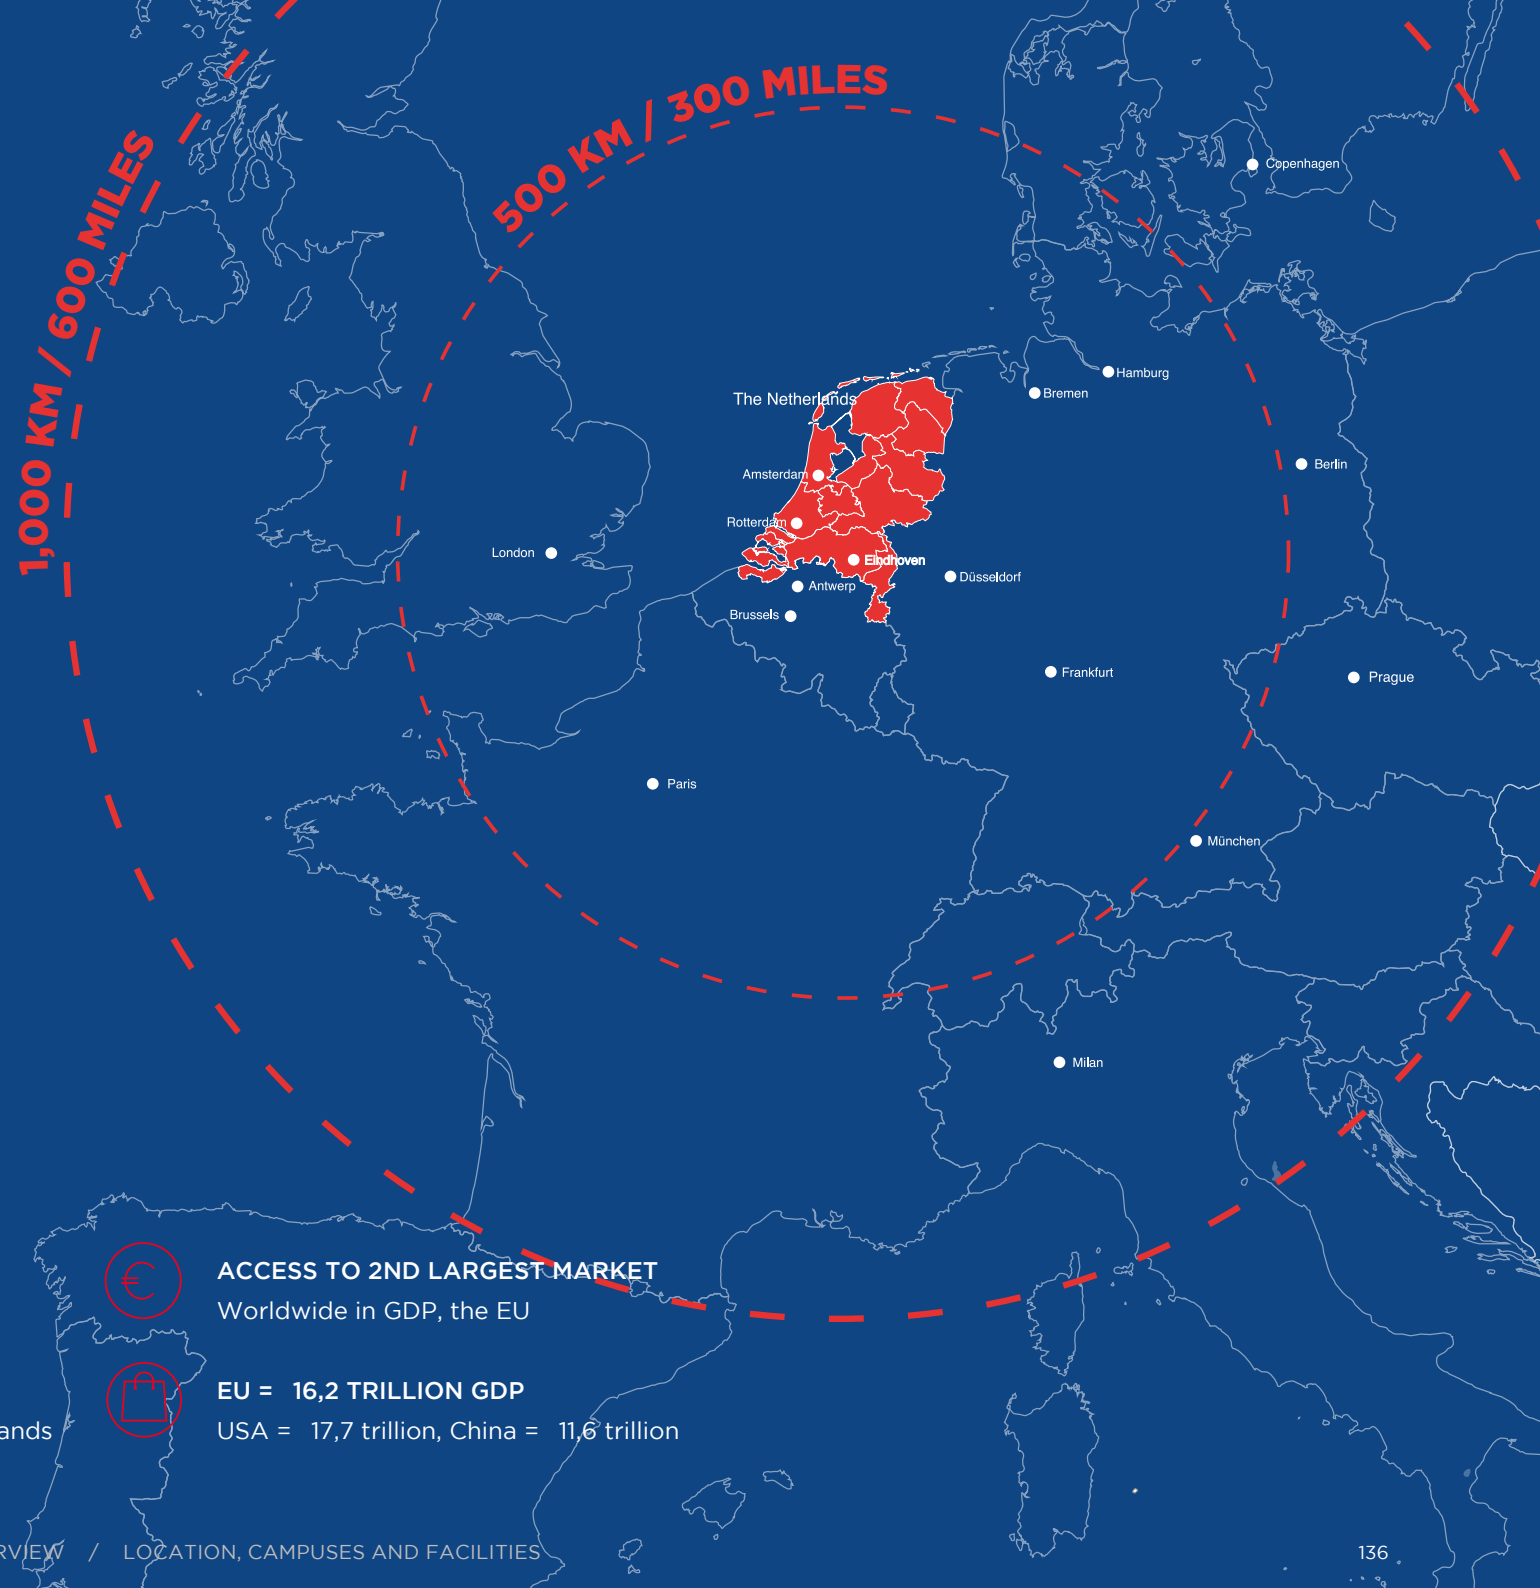 500 KM / 300 MILES
1,000 KM / 600 MILES
Copenhagen
Hamburg
Bremen
The Netherlands
Berlin
Amsterdam
Rotterdam
London
Eindhoven
Düsseldorf
Antwerp
Brussels
Frankfurt
Prague
Paris
München
Milan
ACCESS TO 2ND LARGEST MARKET
Worldwide in GDP, the EU
EU = 16,2 TRILLION GDP
ands
USA = 17,7 trillion, China = 11,6 trillion
RVIEW / LOCATION, CAMPUSES AND FACILITIES
136